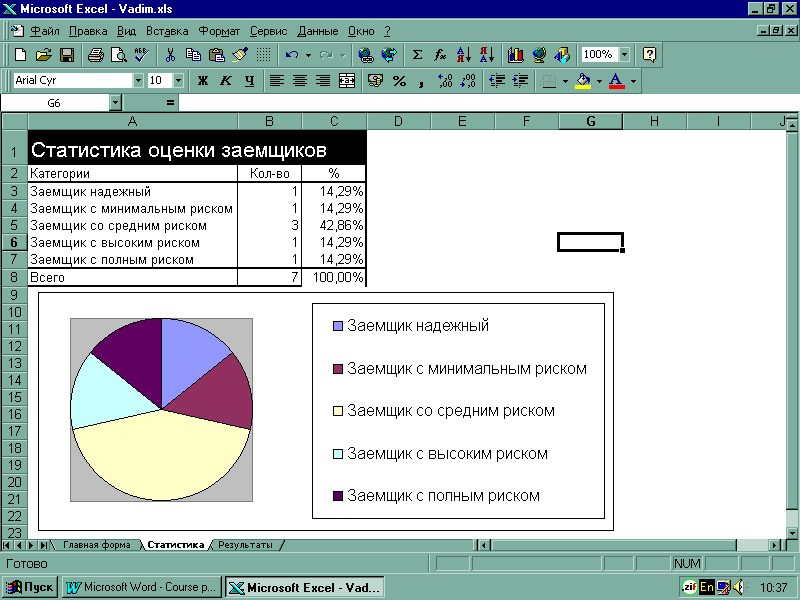 Microsoft Excel - Vadim.xls
Файл Правка Вид Вставка Формат Сервис Данные Окно ?
100%
Arial Cyr 10 Ж К Ч % ,
G6 =
A B C D E F G H I J
1 Статистика оценки заемщиков
2 Категории Кол-во %
3 Заемщик надежный 1 14,29%
4 Заемщик с минимальным риском 1 14,29%
5 Заемщик со средним риском 3 42,86%
6 Заемщик с высоким риском 1 14,29%
7 Заемщик с полным риском 1 14,29%
8 Всего 7 100,00%
9
10
11
12
13
14
15
16
17
18
19
20
21
22
23
Заемщик надежный
Заемщик с минимальным риском
Заемщик со средним риском
Заемщик с высоким риском
Заемщик с полным риском
Главная форма Статистика Результаты
Готово NUM
Пуск Microsoft Word - Course p... Microsoft Excel - Vad... zif En 10:37